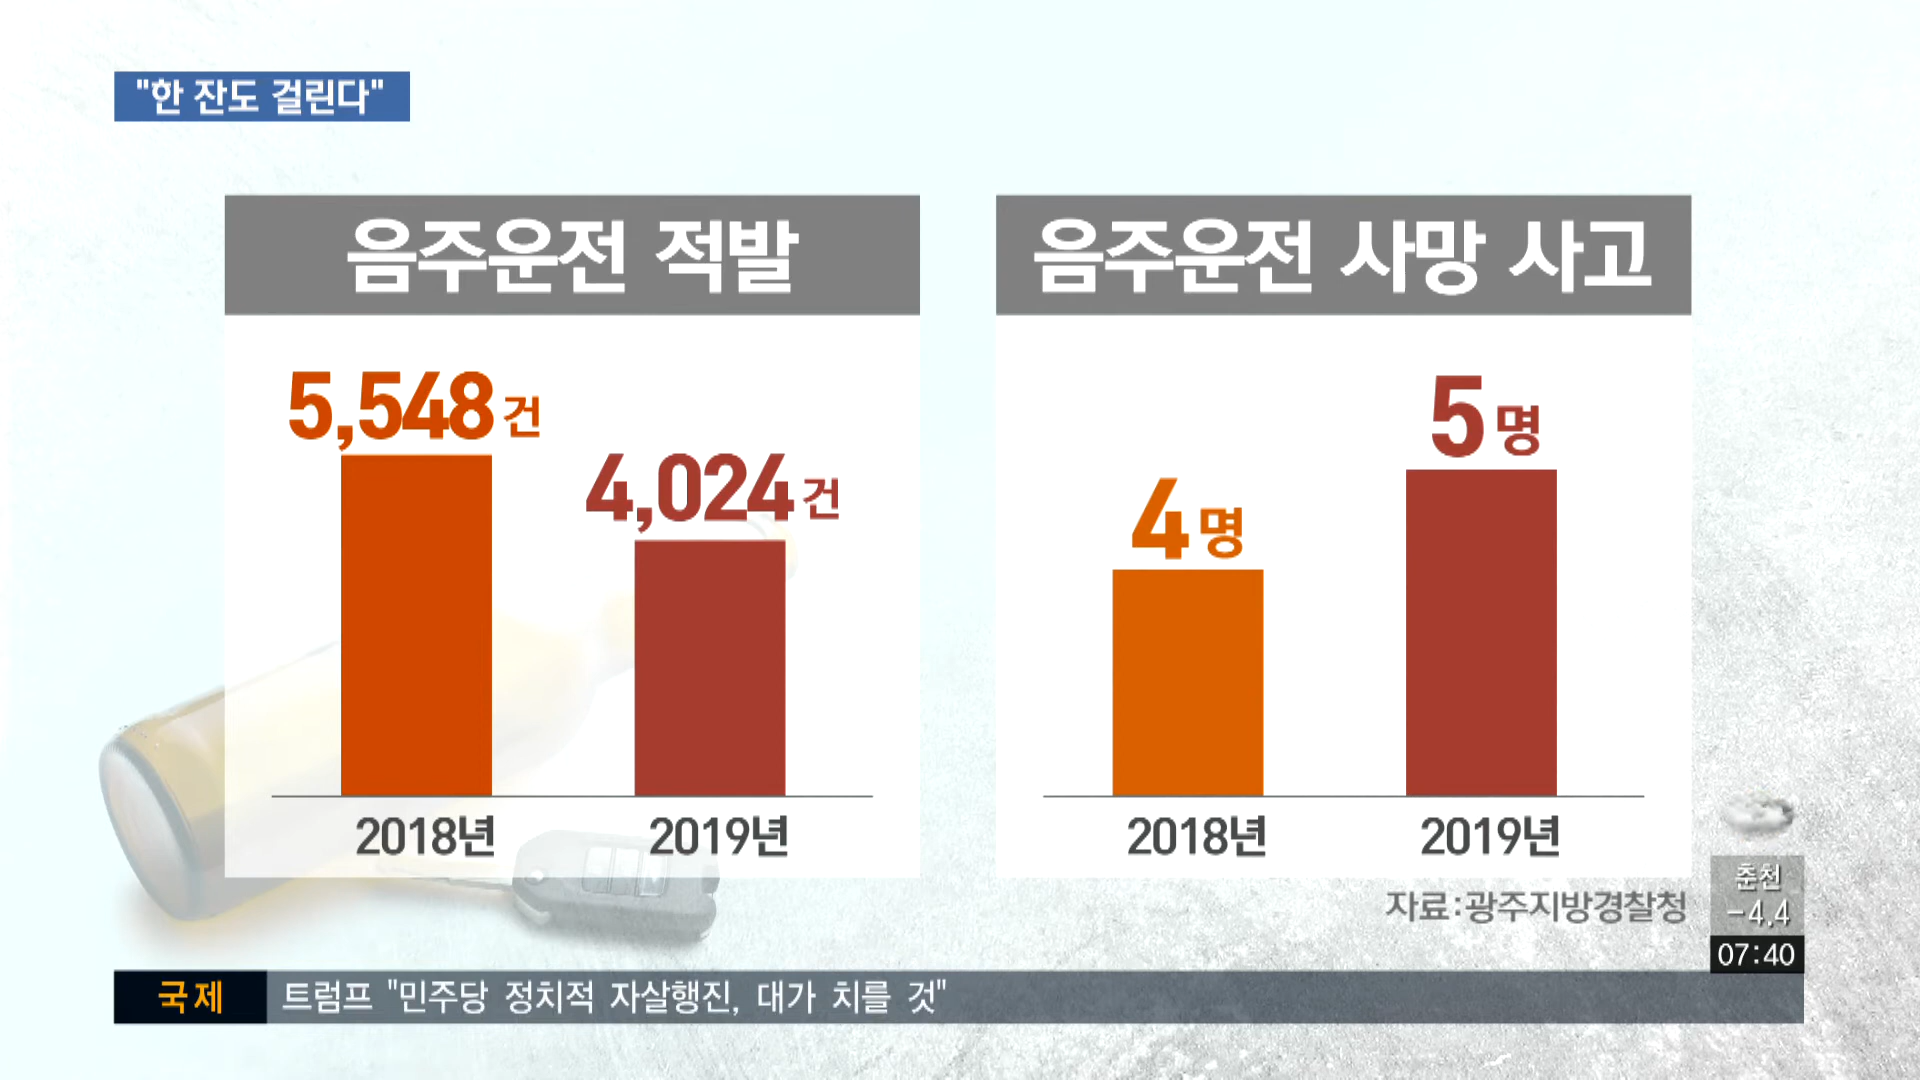 "한 잔도 걸린다"
음주운전 적발
5,548건
4,024건
2018년
2019년
음주운전 사망 사고
4명
5명
2018년
2019년
자료:광주지방경찰청
춘천
-4.4
07:40
국제
트럼프 "민주당 정치적 자살행진, 대가 치를 것"